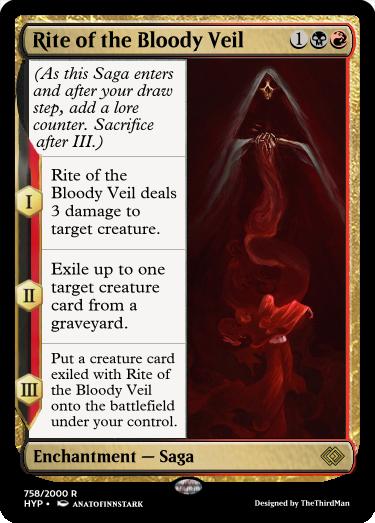 Rite of the Bloody Veil 1
(As this Saga enters
and after your draw
step, add a lore
counter. Sacrifice
after III.)
I
Rite of the
Bloody Veil deals
3 damage to
target creature.
II
Exile up to one
target creature
card from a
graveyard.
III
Put a creature card
exiled with Rite of
the Bloody Veil
onto the battlefield
under your control.
Enchantment — Saga
758/2000 R
HYP • ANATOFINNSTARK
Designed by TheThirdMan